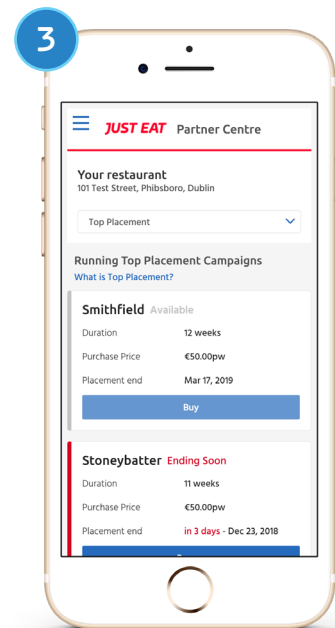 3
JUST EAT Partner Centre
Your restaurant
101 Test Street, Phibsboro, Dublin
Top Placement
Running Top Placement Campaigns
What is Top Placement?
Smithfield Available
Duration 12 weeks
Purchase Price €50.00pw
Placement end Mar 17, 2019
Buy
Stoneybatter Ending Soon
Duration 11 weeks
Purchase Price €50.00pw
Placement end in 3 days - Dec 23, 2018